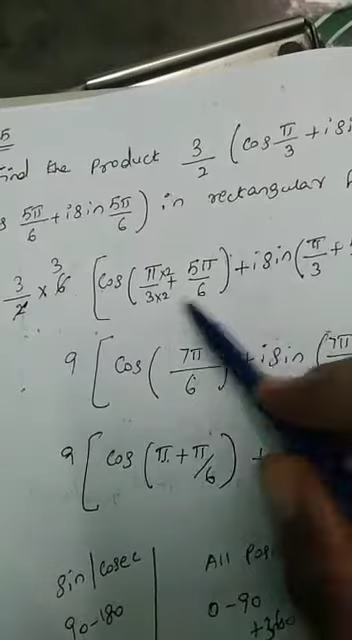 5
Find the Product 3/2 (cos π/3 + i si
5π/6 + i sin 5π/6) in rectangular
3/2 × 6 3 [cos (π×2/3×2 + 5π/6) + i sin (π/3 +
9 [cos (7π/6) + i sin (7π
9 [cos (π + π/6) +
sin/cosec All Pos
90-180 0-90
+360